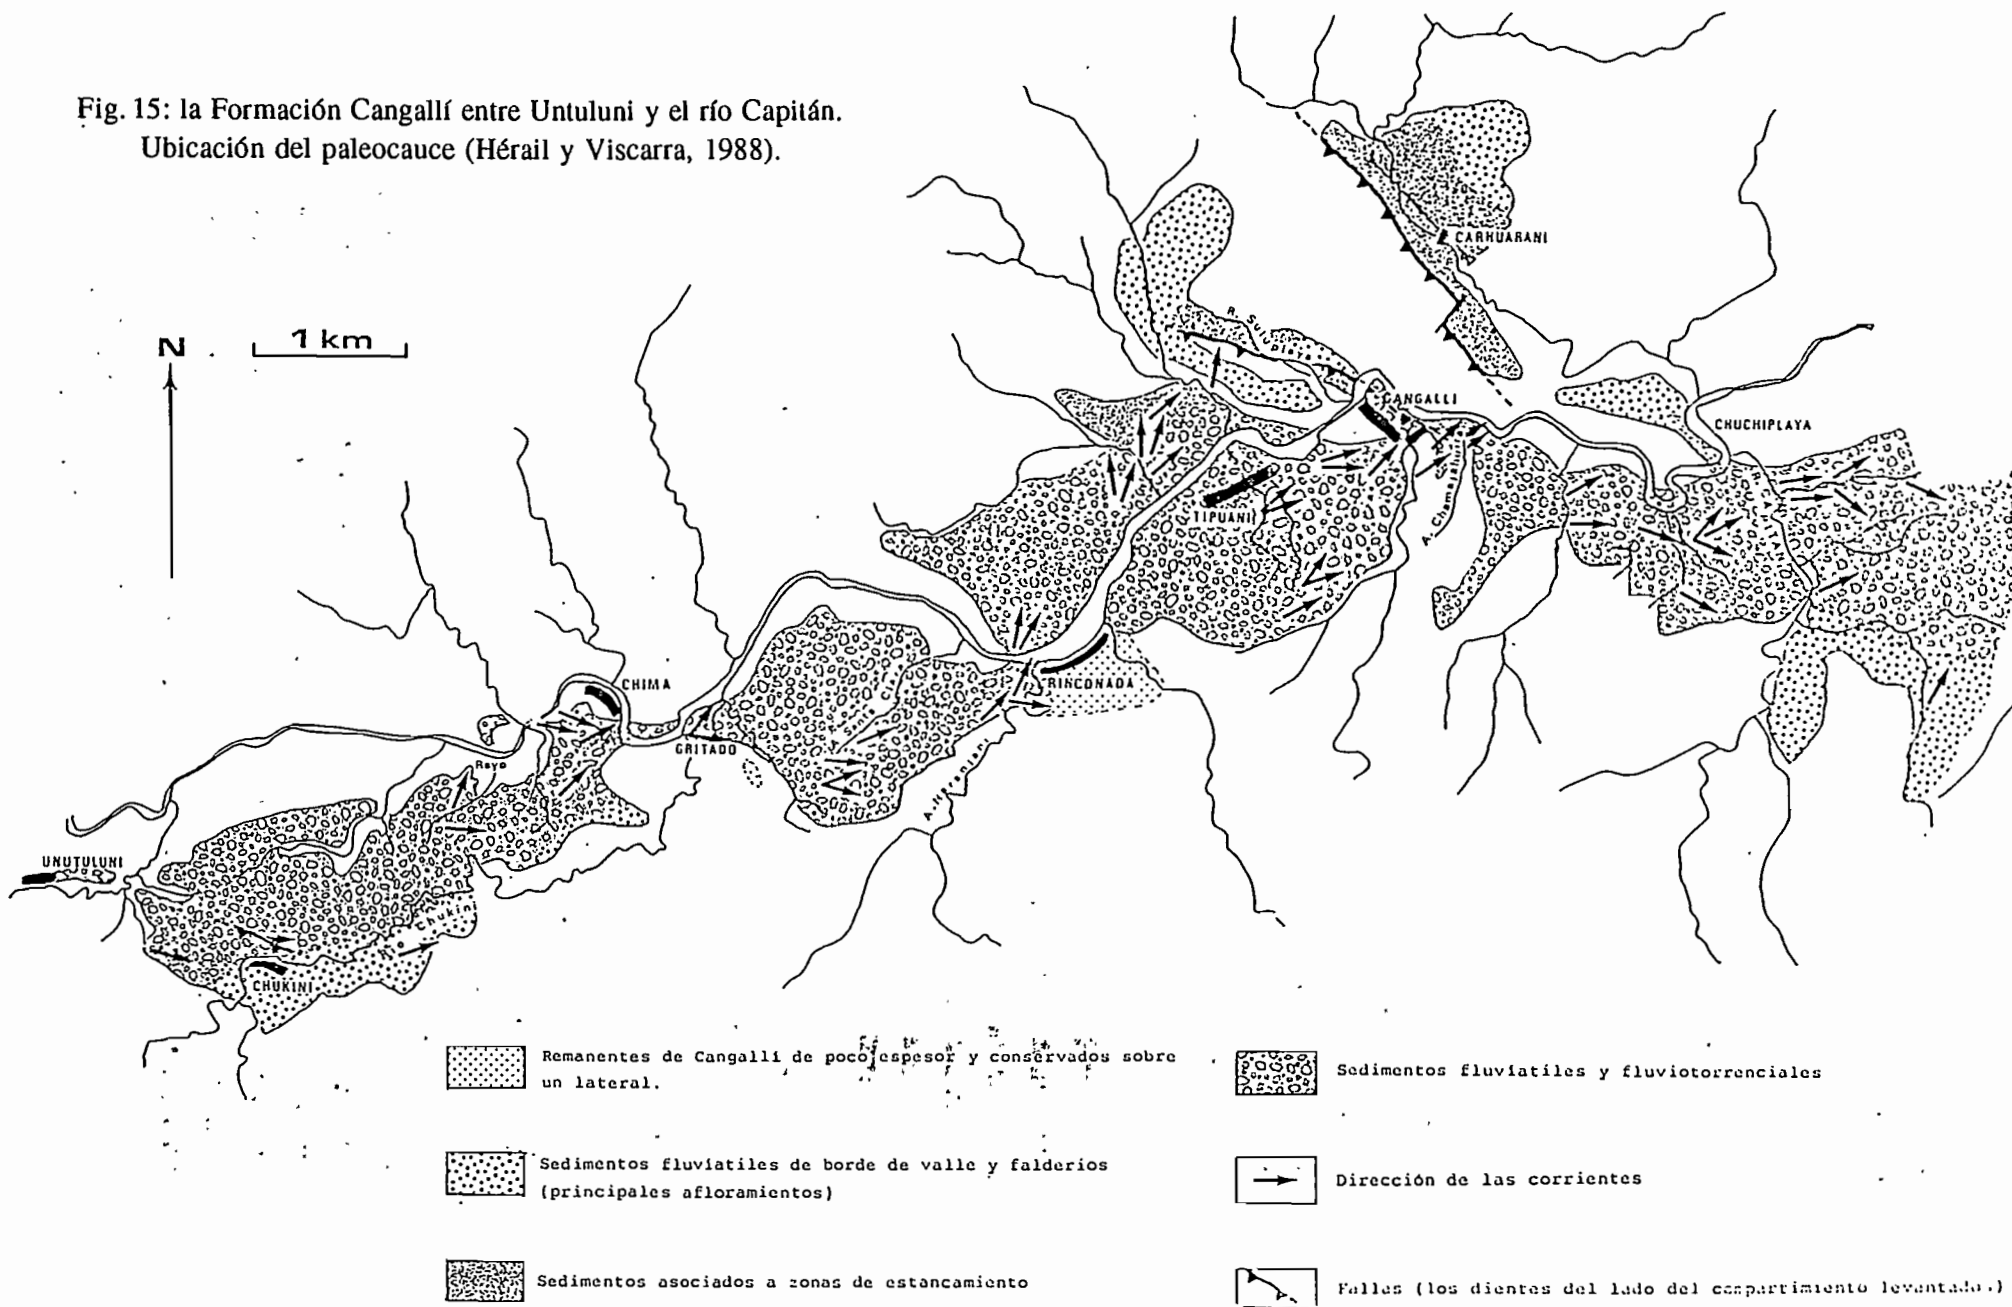 Fig. 15: la Formación Cangallí entre Untuluni y el río Capitán.
Ubicación del paleocauce (Hérail y Viscarra, 1988).
N
1 km
CARHUARANI
CANGALLI
CHUCHIPLAYA
TIPUANI
RINCONADA
CHIMA
GRITADO
Rayo
UNUTULUNI
Chukini
CHUKINI
Remanentes de Cangallí de poco espesor y conservados sobre
un lateral.
Sedimentos fluviatiles de borde de valle y falderios
(principales afloramientos)
Sedimentos asociados a zonas de estancamiento
Sedimentos fluviatiles y fluviotorrenciales
Dirección de las corrientes
Fallas (los dientes del lado del compartimiento levantado.)